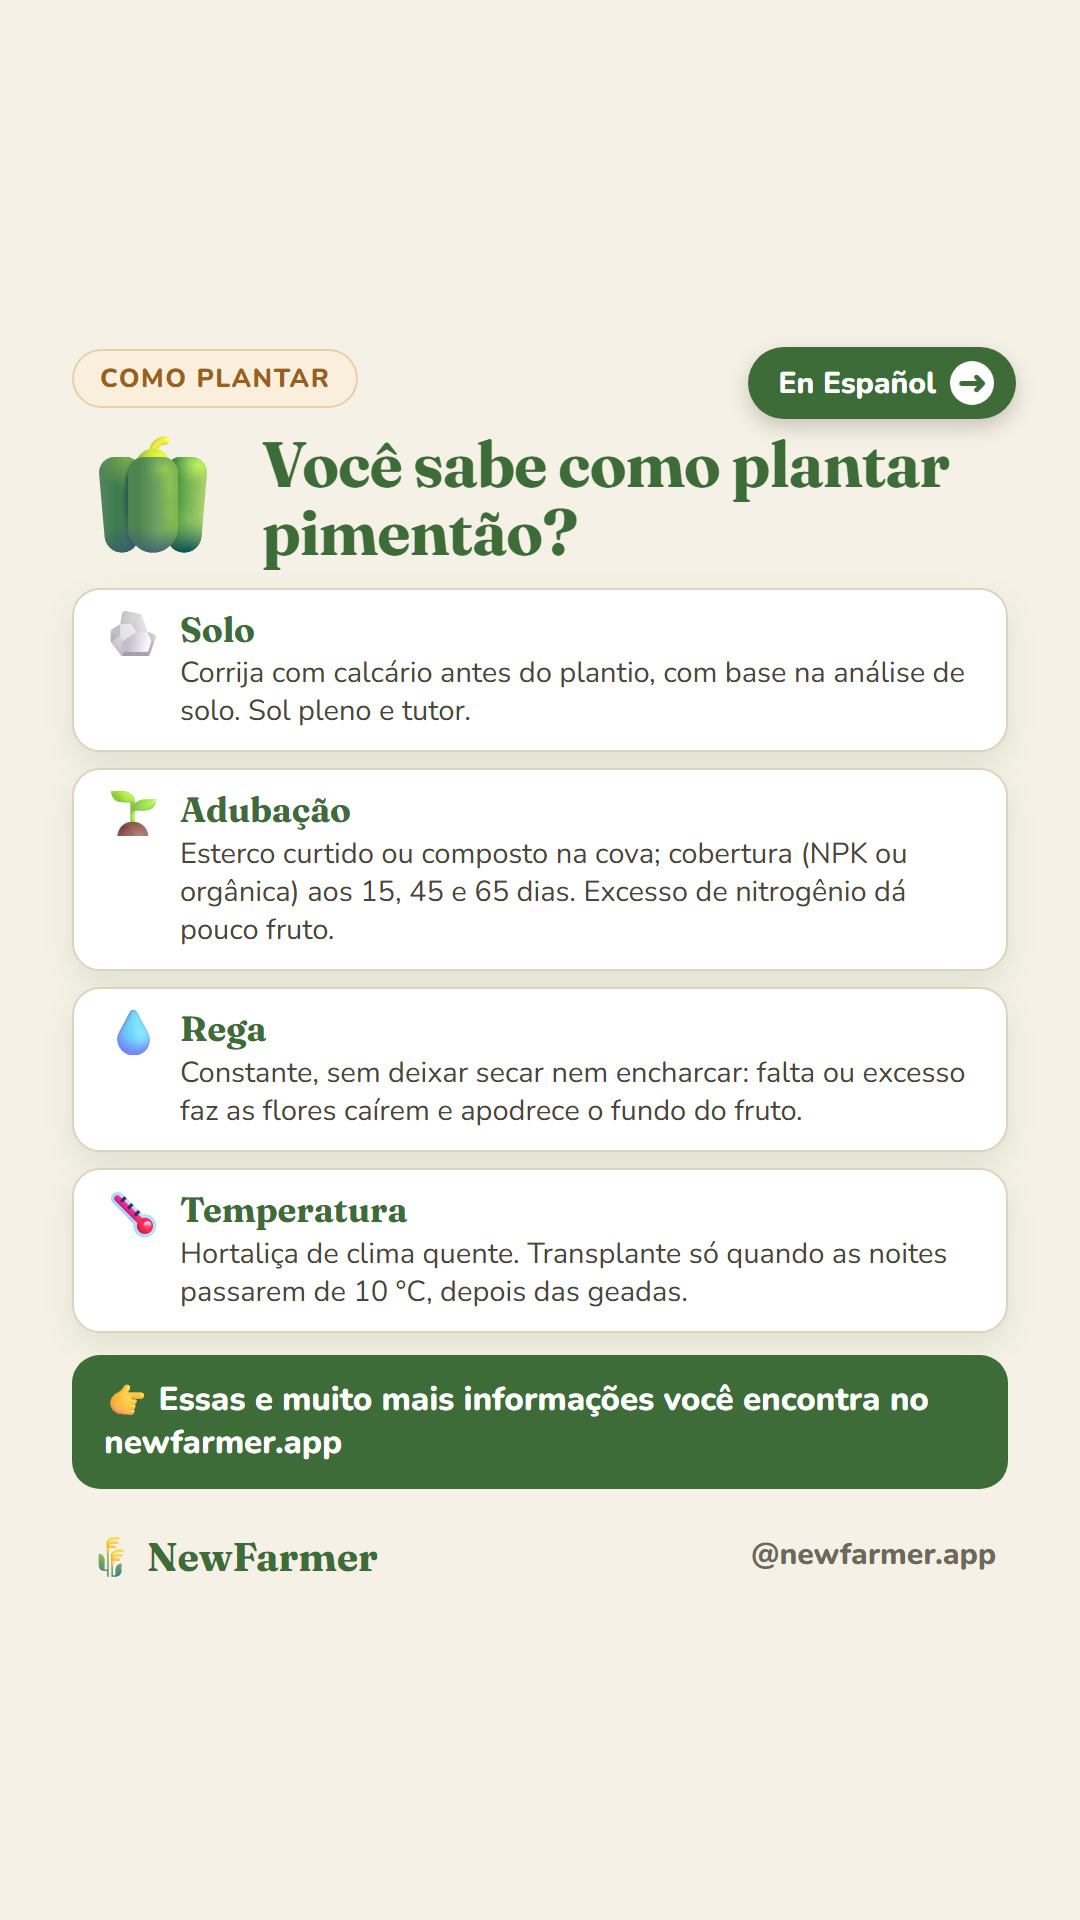 COMO PLANTAR
En Español
Você sabe como plantar
pimentão?
Solo
Corrija com calcário antes do plantio, com base na análise de
solo. Sol pleno e tutor.
Adubação
Esterco curtido ou composto na cova; cobertura (NPK ou
orgânica) aos 15, 45 e 65 dias. Excesso de nitrogênio dá
pouco fruto.
Rega
Constante, sem deixar secar nem encharcar: falta ou excesso
faz as flores caírem e apodrece o fundo do fruto.
Temperatura
Hortaliça de clima quente. Transplante só quando as noites
passarem de 10 °C, depois das geadas.
Essas e muito mais informações você encontra no
newfarmer.app
NewFarmer
@newfarmer.app